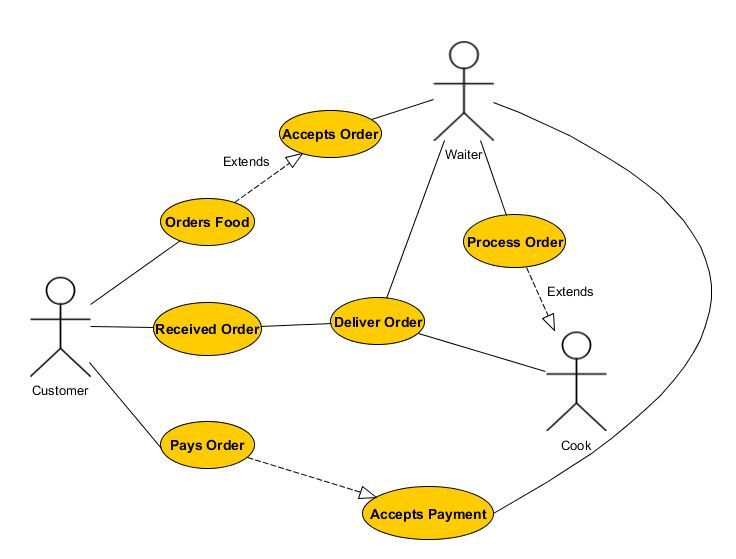 Waiter
Accepts Order
Extends
Orders Food
Process Order
Extends
Received Order
Deliver Order
Customer
Cook
Pays Order
Accepts Payment